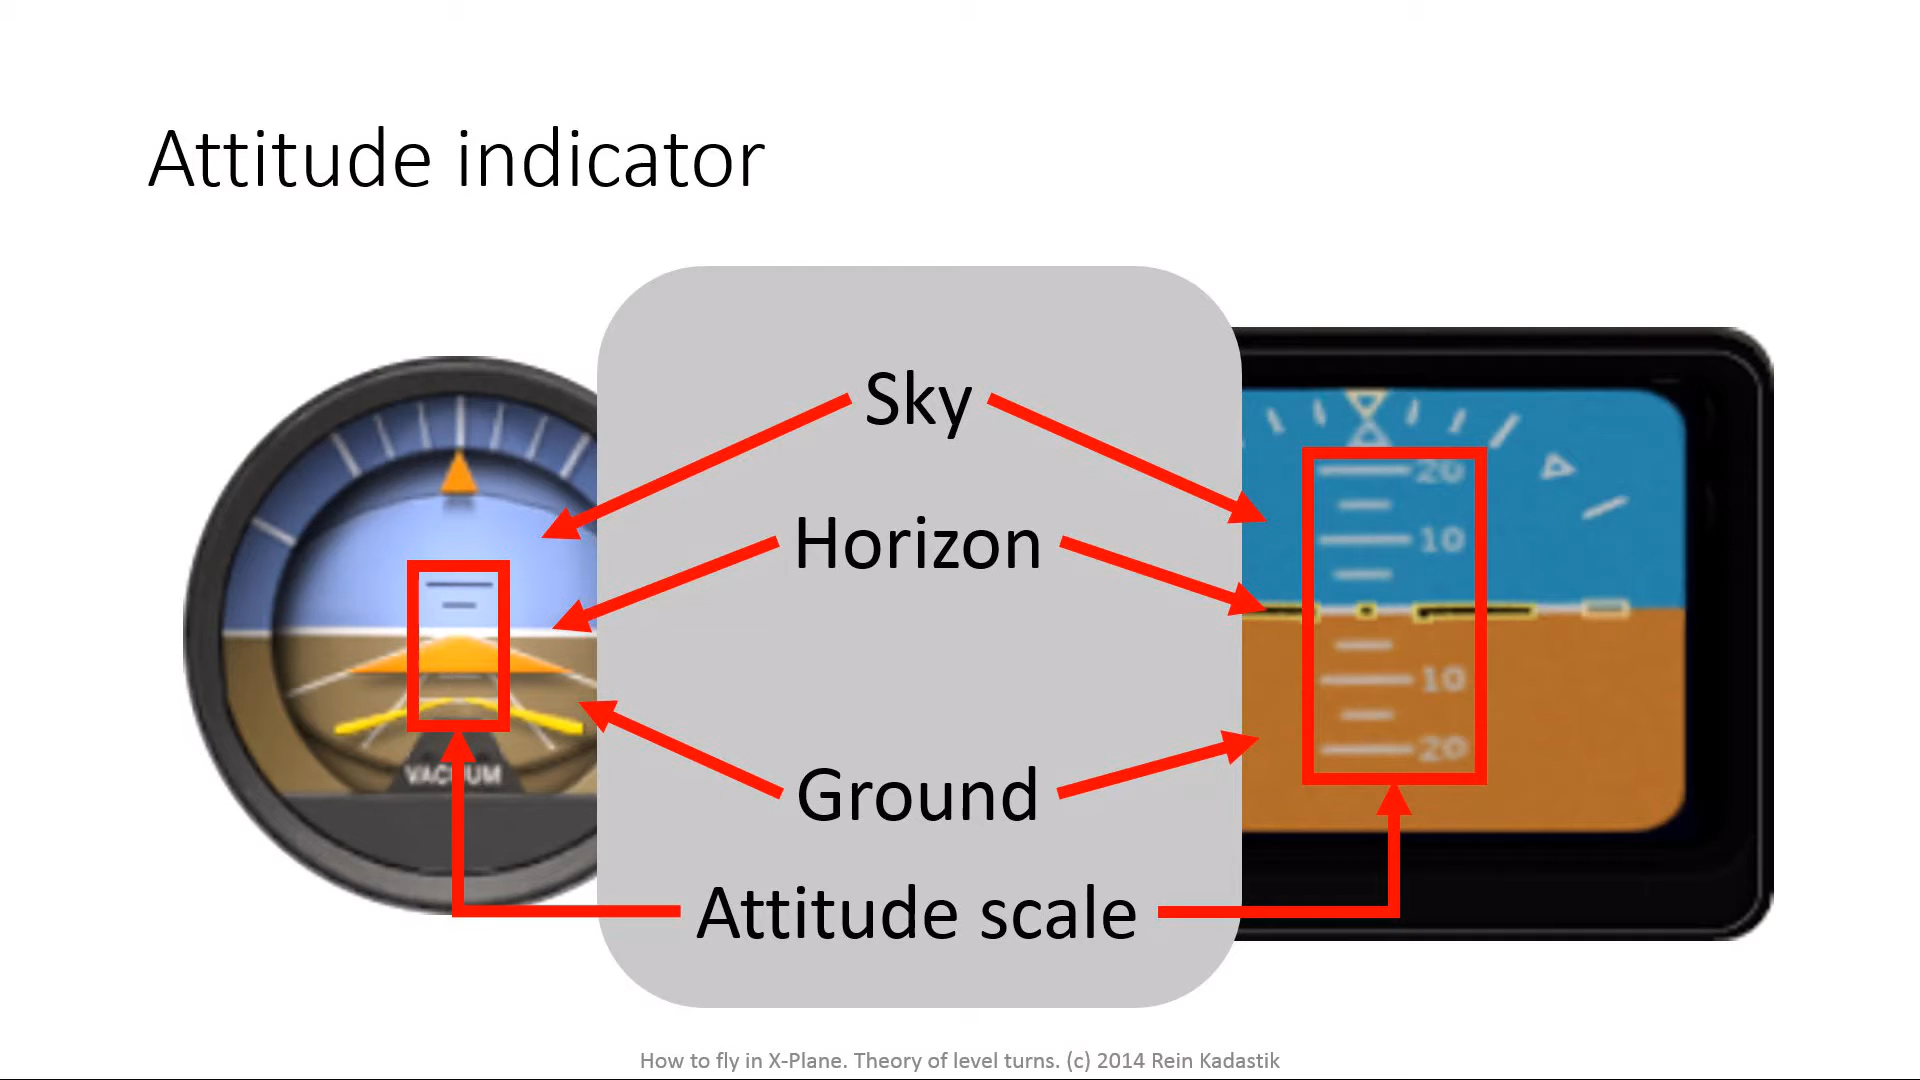 Attitude indicator
Sky
20
Horizon
10
10
Ground
20
VACUUM
Attitude scale
How to fly in X-Plane. Theory of level turns. (c) 2014 Rein Kadastik